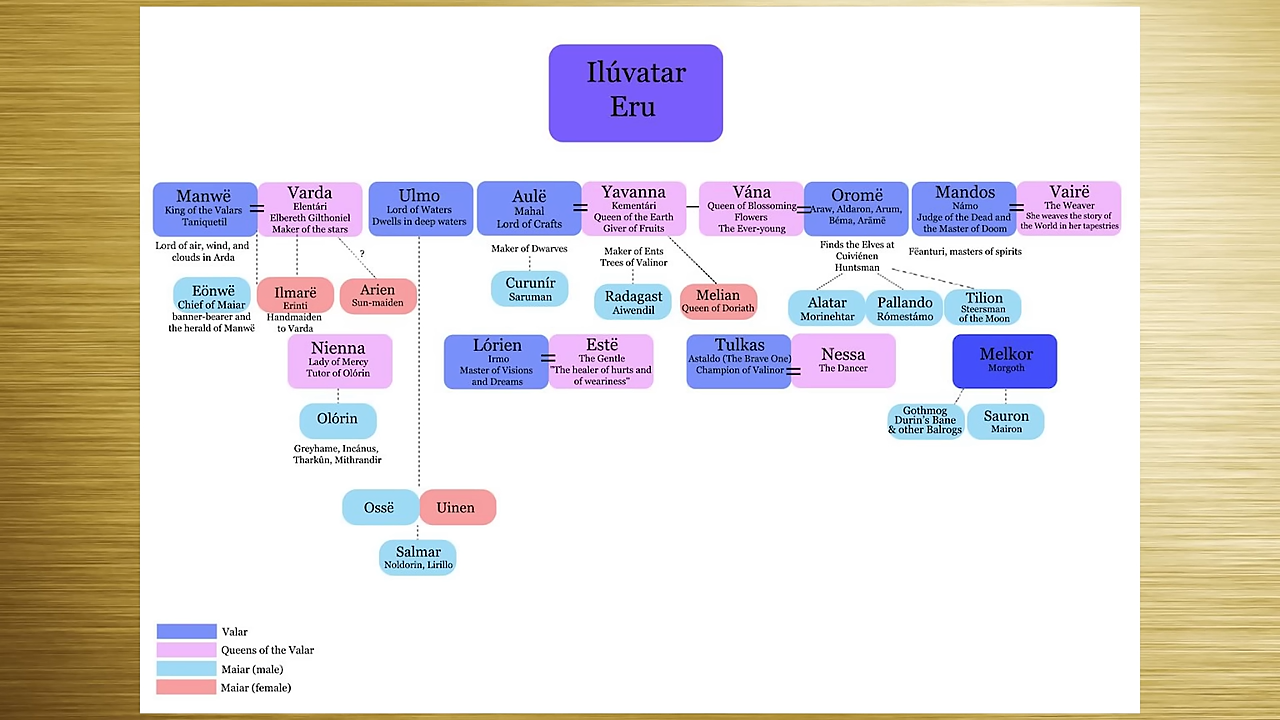 Ilúvatar
Eru
Manwë
King of the Valars
Taniquetil
=
Varda
Elentári
Elbereth Gilthoniel
Maker of the stars
Ulmo
Lord of Waters
Dwells in deep waters
Aulë
Mahal
Lord of Crafts
=
Yavanna
Kementári
Queen of the Earth
Giver of Fruits
Vána
Queen of Blossoming
Flowers
The Ever-young
=
Oromë
Araw, Aldaron, Arum,
Béma, Arāmē
Mandos
Námo
Judge of the Dead and
the Master of Doom
=
Vairë
The Weaver
She weaves the story of
the World in her tapestries
Lord of air, wind, and
clouds in Arda
?
Maker of Dwarves
Maker of Ents
Trees of Valinor
Finds the Elves at
Cuiviénen
Huntsman
Fëanturi, masters of spirits
Eönwë
Chief of Maiar
banner-bearer and
the herald of Manwë
Ilmarë
Erinti
Handmaiden
to Varda
Arien
Sun-maiden
Curunír
Saruman
Radagast
Aiwendil
Melian
Queen of Doriath
Alatar
Morinehtar
Pallando
Rómestámo
Tilion
Steersman
of the Moon
Nienna
Lady of Mercy
Tutor of Olórin
Lórien
Irmo
Master of Visions
and Dreams
=
Estë
The Gentle
"The healer of hurts and
of weariness"
Tulkas
Astaldo (The Brave One)
Champion of Valinor
=
Nessa
The Dancer
Melkor
Morgoth
Olórin
Greyhame, Incánus,
Tharkûn, Mithrandir
Gothmog
Durin's Bane
& other Balrogs
Sauron
Mairon
Ossë
Uinen
Salmar
Noldorin, Lirillo
Valar
Queens of the Valar
Maiar (male)
Maiar (female)